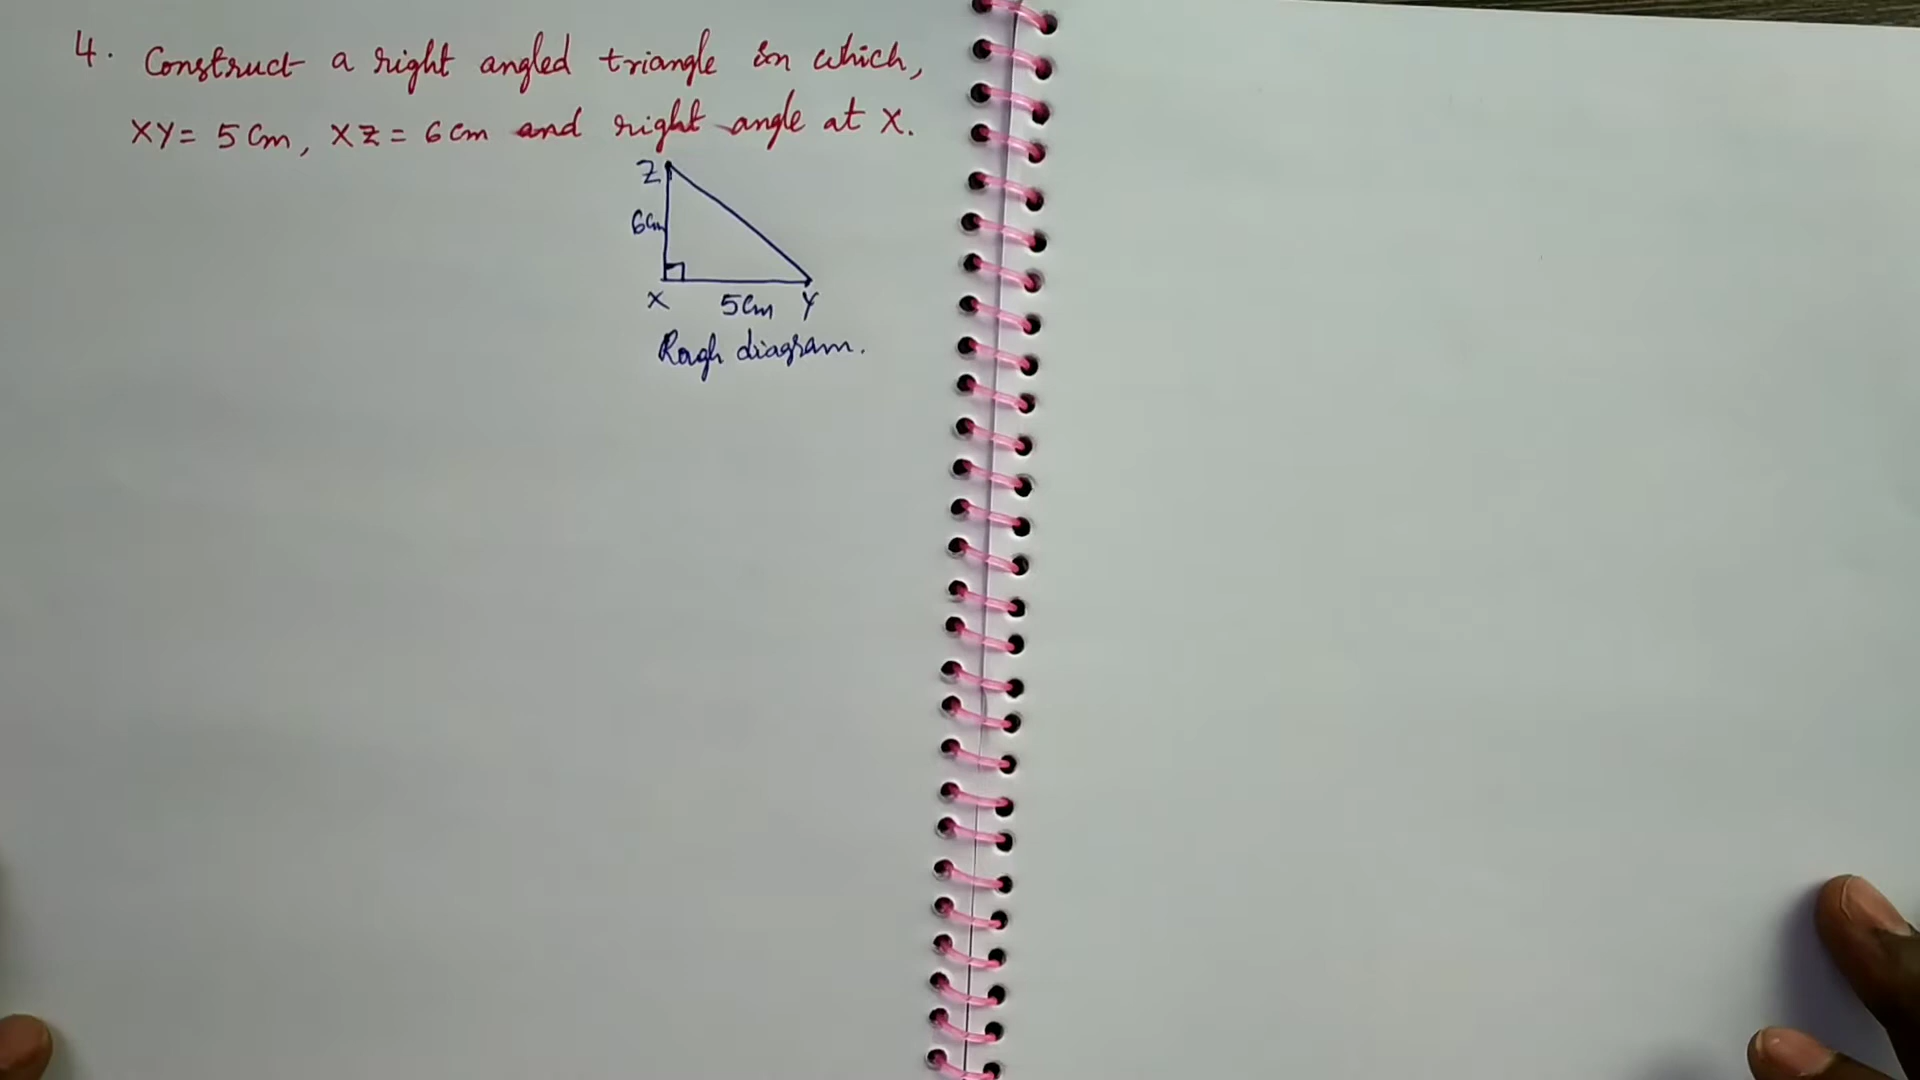 4. Construct a right angled triangle in which,
XY = 5 cm, XZ = 6 cm and right angle at X.
Z
6cm
X 5cm Y
Rough diagram.